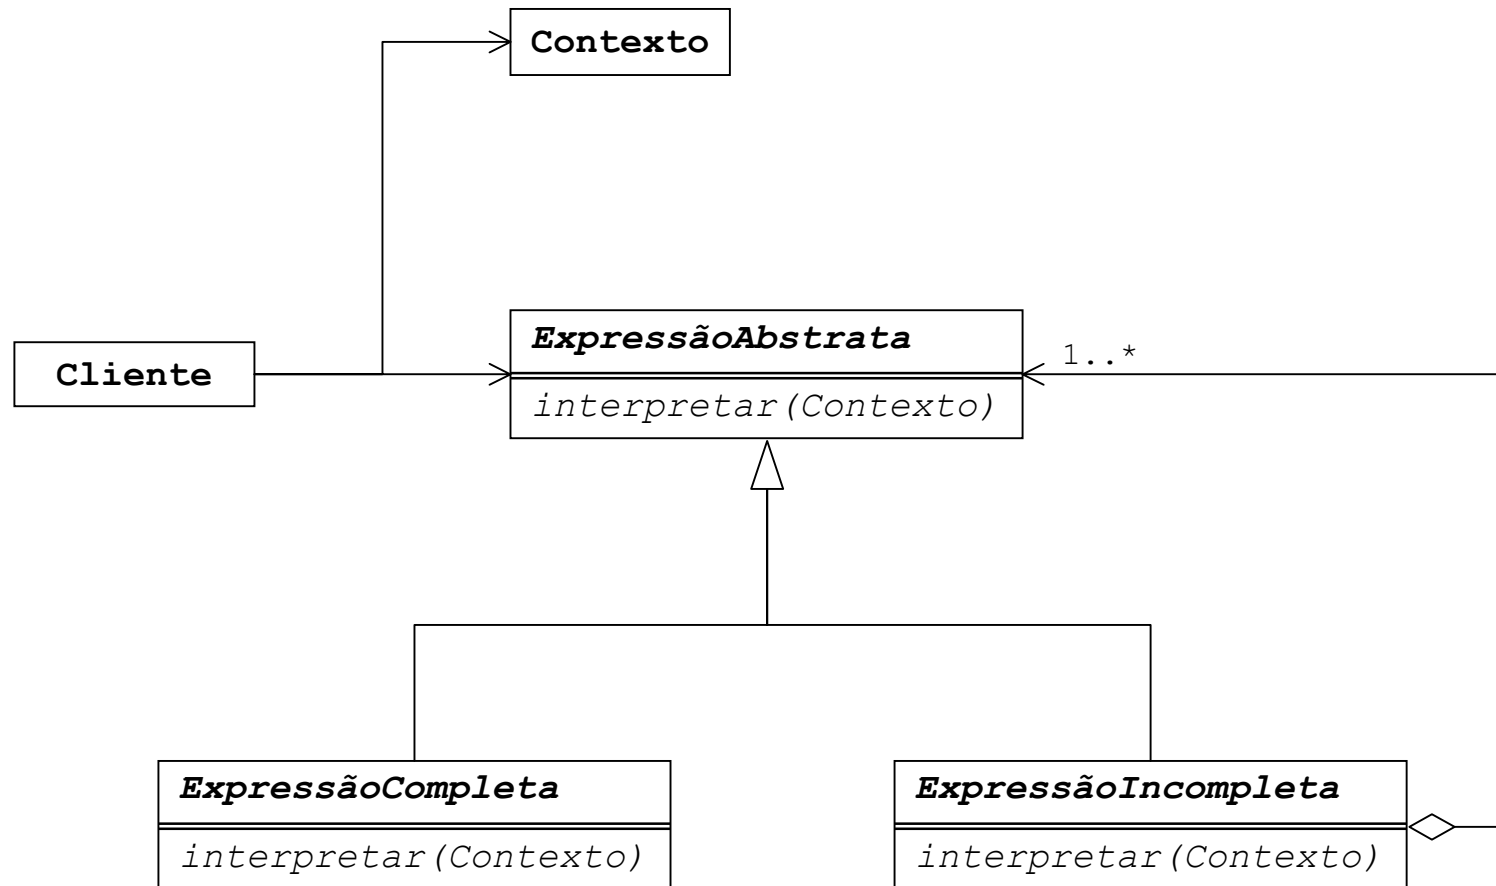 Contexto
ExpressãoAbstrata
1..*
Cliente
interpretar(Contexto)
ExpressãoCompleta
ExpressãoIncompleta
interpretar(Contexto)
interpretar(Contexto)